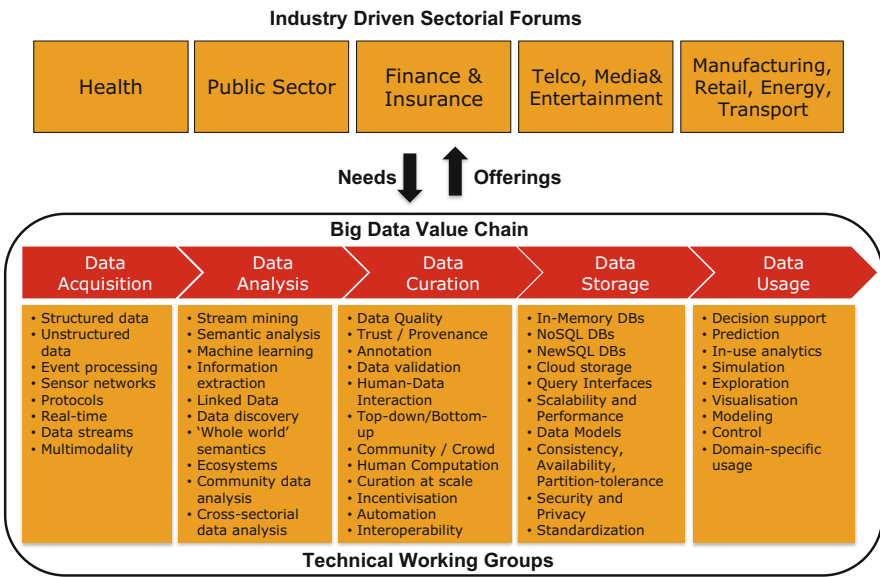 Industry Driven Sectorial Forums
Health
Public Sector
Finance &
Insurance
Telco, Media&
Entertainment
Manufacturing,
Retail, Energy,
Transport
Needs
Offerings
Big Data Value Chain
Data
Acquisition
Data
Analysis
Data
Curation
Data
Storage
Data
Usage
• Structured data
• Unstructured
data
• Event processing
• Sensor networks
• Protocols
• Real-time
• Data streams
• Multimodality
• Stream mining
• Semantic analysis
• Machine learning
• Information
extraction
• Linked Data
• Data discovery
• ‘Whole world’
semantics
• Ecosystems
• Community data
analysis
• Cross-sectorial
data analysis
• Data Quality
• Trust / Provenance
• Annotation
• Data validation
• Human-Data
Interaction
• Top-down/Bottom-
up
• Community / Crowd
• Human Computation
• Curation at scale
• Incentivisation
• Automation
• Interoperability
• In-Memory DBs
• NoSQL DBs
• NewSQL DBs
• Cloud storage
• Query Interfaces
• Scalability and
Performance
• Data Models
• Consistency,
Availability,
Partition-tolerance
• Security and
Privacy
• Standardization
• Decision support
• Prediction
• In-use analytics
• Simulation
• Exploration
• Visualisation
• Modeling
• Control
• Domain-specific
usage
Technical Working Groups